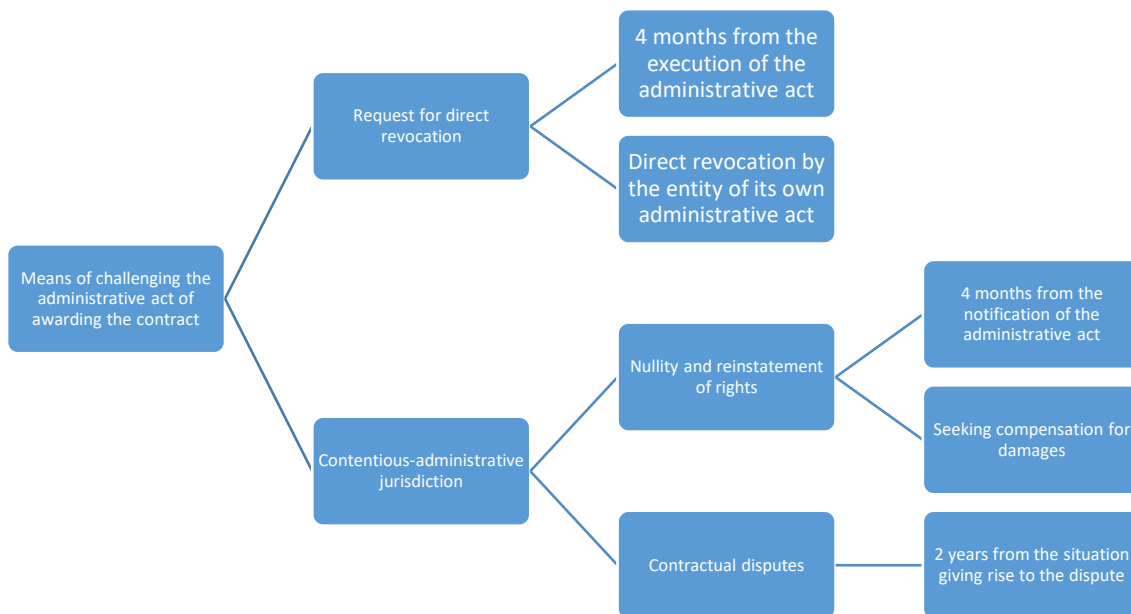 Means of challenging the
administrative act of
awarding the contract
Request for direct
revocation
4 months from the
execution of the
administrative act
Direct revocation by
the entity of its own
administrative act
Contentious-administrative
jurisdiction
Nullity and reinstatement
of rights
4 months from the
notification of the
administrative act
Seeking compensation for
damages
Contractual disputes
2 years from the situation
giving rise to the dispute